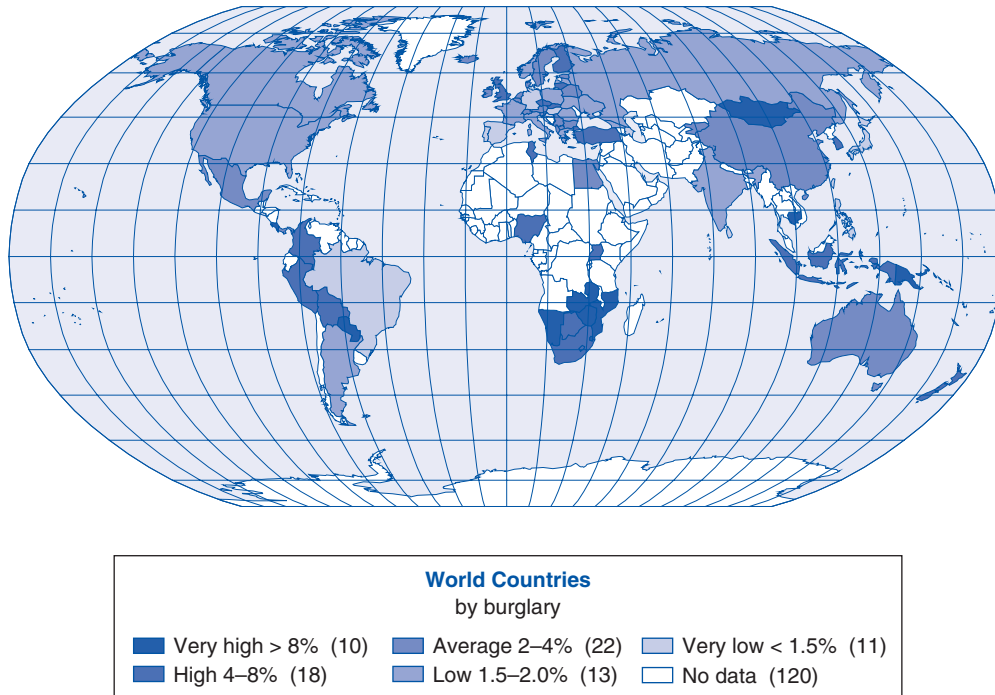 World Countries
by burglary
Very high > 8% (10) Average 2–4% (22) Very low < 1.5% (11)
High 4–8% (18) Low 1.5–2.0% (13) No data (120)